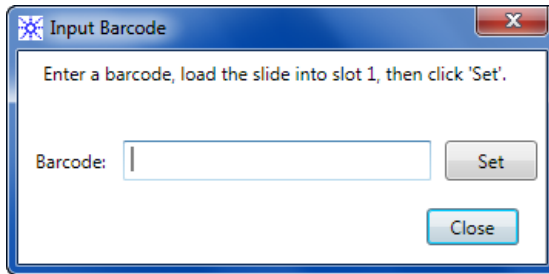 Input Barcode
x
Enter a barcode, load the slide into slot 1, then click 'Set'.
Barcode:
Set
Close